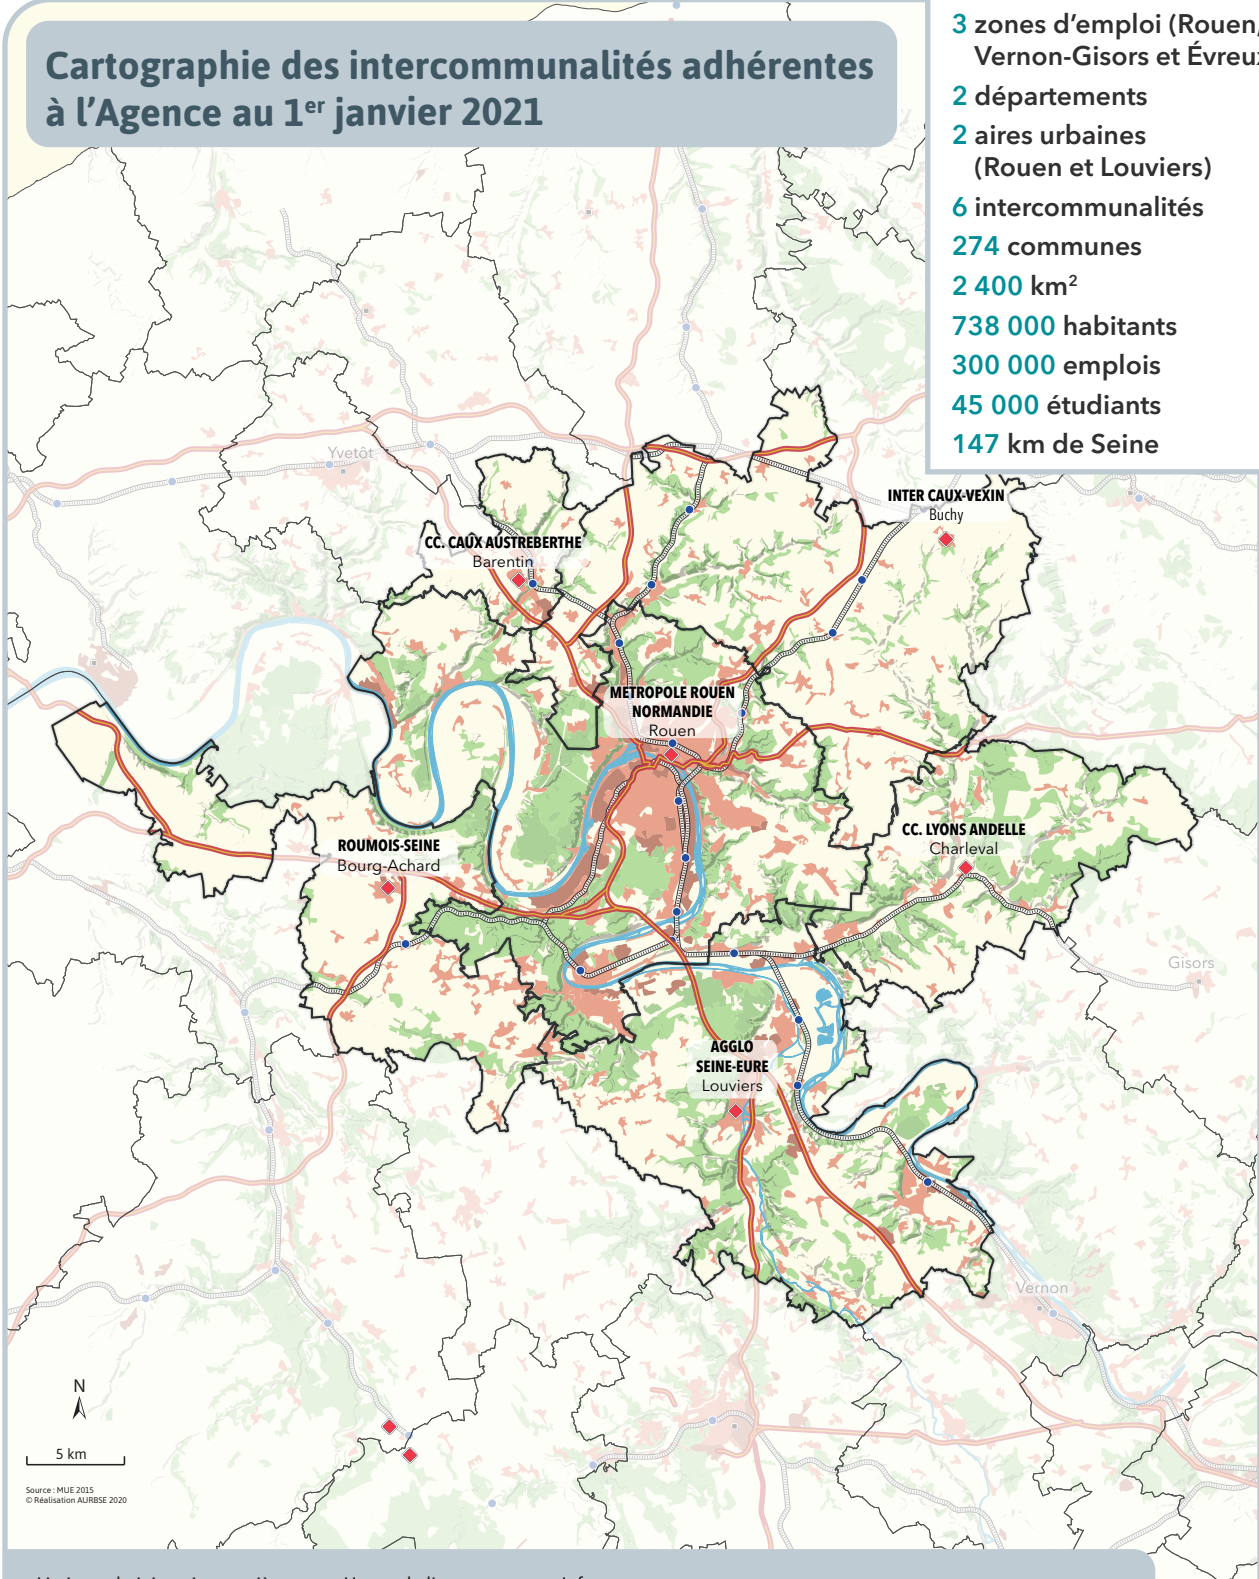 Cartographie des intercommunalités adhérentes
à l'Agence au 1er janvier 2021
3 zones d'emploi (Rouen,
Vernon-Gisors et Évreux
2 départements
2 aires urbaines
(Rouen et Louviers)
6 intercommunalités
274 communes
2 400 km²
738 000 habitants
300 000 emplois
45 000 étudiants
147 km de Seine
Yvetôt
INTER CAUX-VEXIN
Buchy
CC. CAUX AUSTREBERTHE
Barentin
METROPOLE ROUEN
NORMANDIE
Rouen
ROUMOIS-SEINE
Bourg-Achard
CC. LYONS ANDELLE
Charleval
Gisors
AGGLO
SEINE-EURE
Louviers
Vernon
N
5 km
Source : MUE 2015
© Réalisation AURBSE 2020